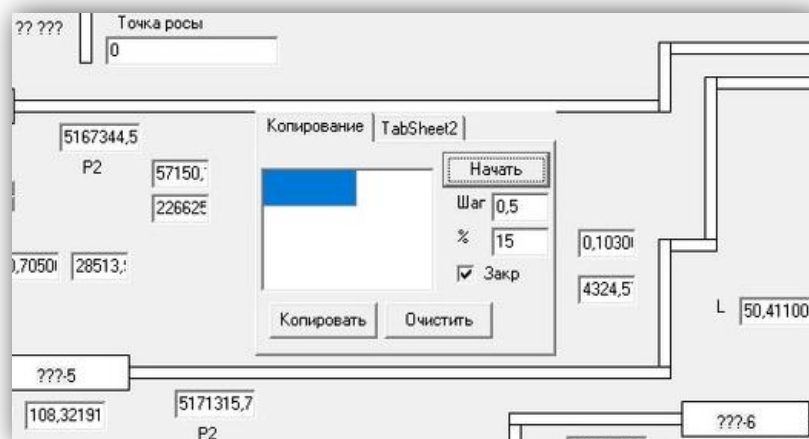 ?? ???
Точка росы
0
5167344,5
P2
57150,
226625
Копирование
TabSheet2
Начать
Шаг 0,5
% 15
Закр
Копировать
Очистить
0,1030
4324,5
,7050
28513,
L 50,41100
???-5
108,32191
5171315,7
P2
???-6